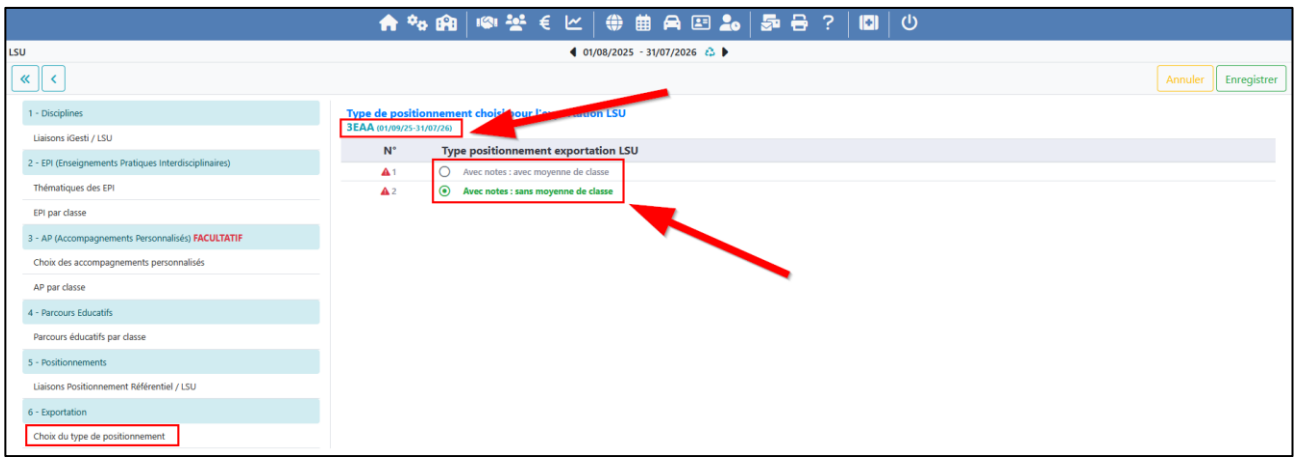 LSU
01/08/2025 - 31/07/2026
Annuler
Enregistrer
1 - Disciplines
Liaisons iGesti / LSU
2 - EPI (Enseignements Pratiques Interdisciplinaires)
Thématiques des EPI
EPI par classe
3 - AP (Accompagnements Personnalisés) FACULTATIF
Choix des accompagnements personnalisés
AP par classe
4 - Parcours Educatifs
Parcours éducatifs par classe
5 - Positionnements
Liaisons Positionnement Référentiel / LSU
6 - Exportation
Choix du type de positionnement
Type de positionnement choisi pour l'exportation LSU
3EAA (01/09/25-31/07/26)
N° Type positionnement exportation LSU
1 Avec notes : avec moyenne de classe
2 Avec notes : sans moyenne de classe